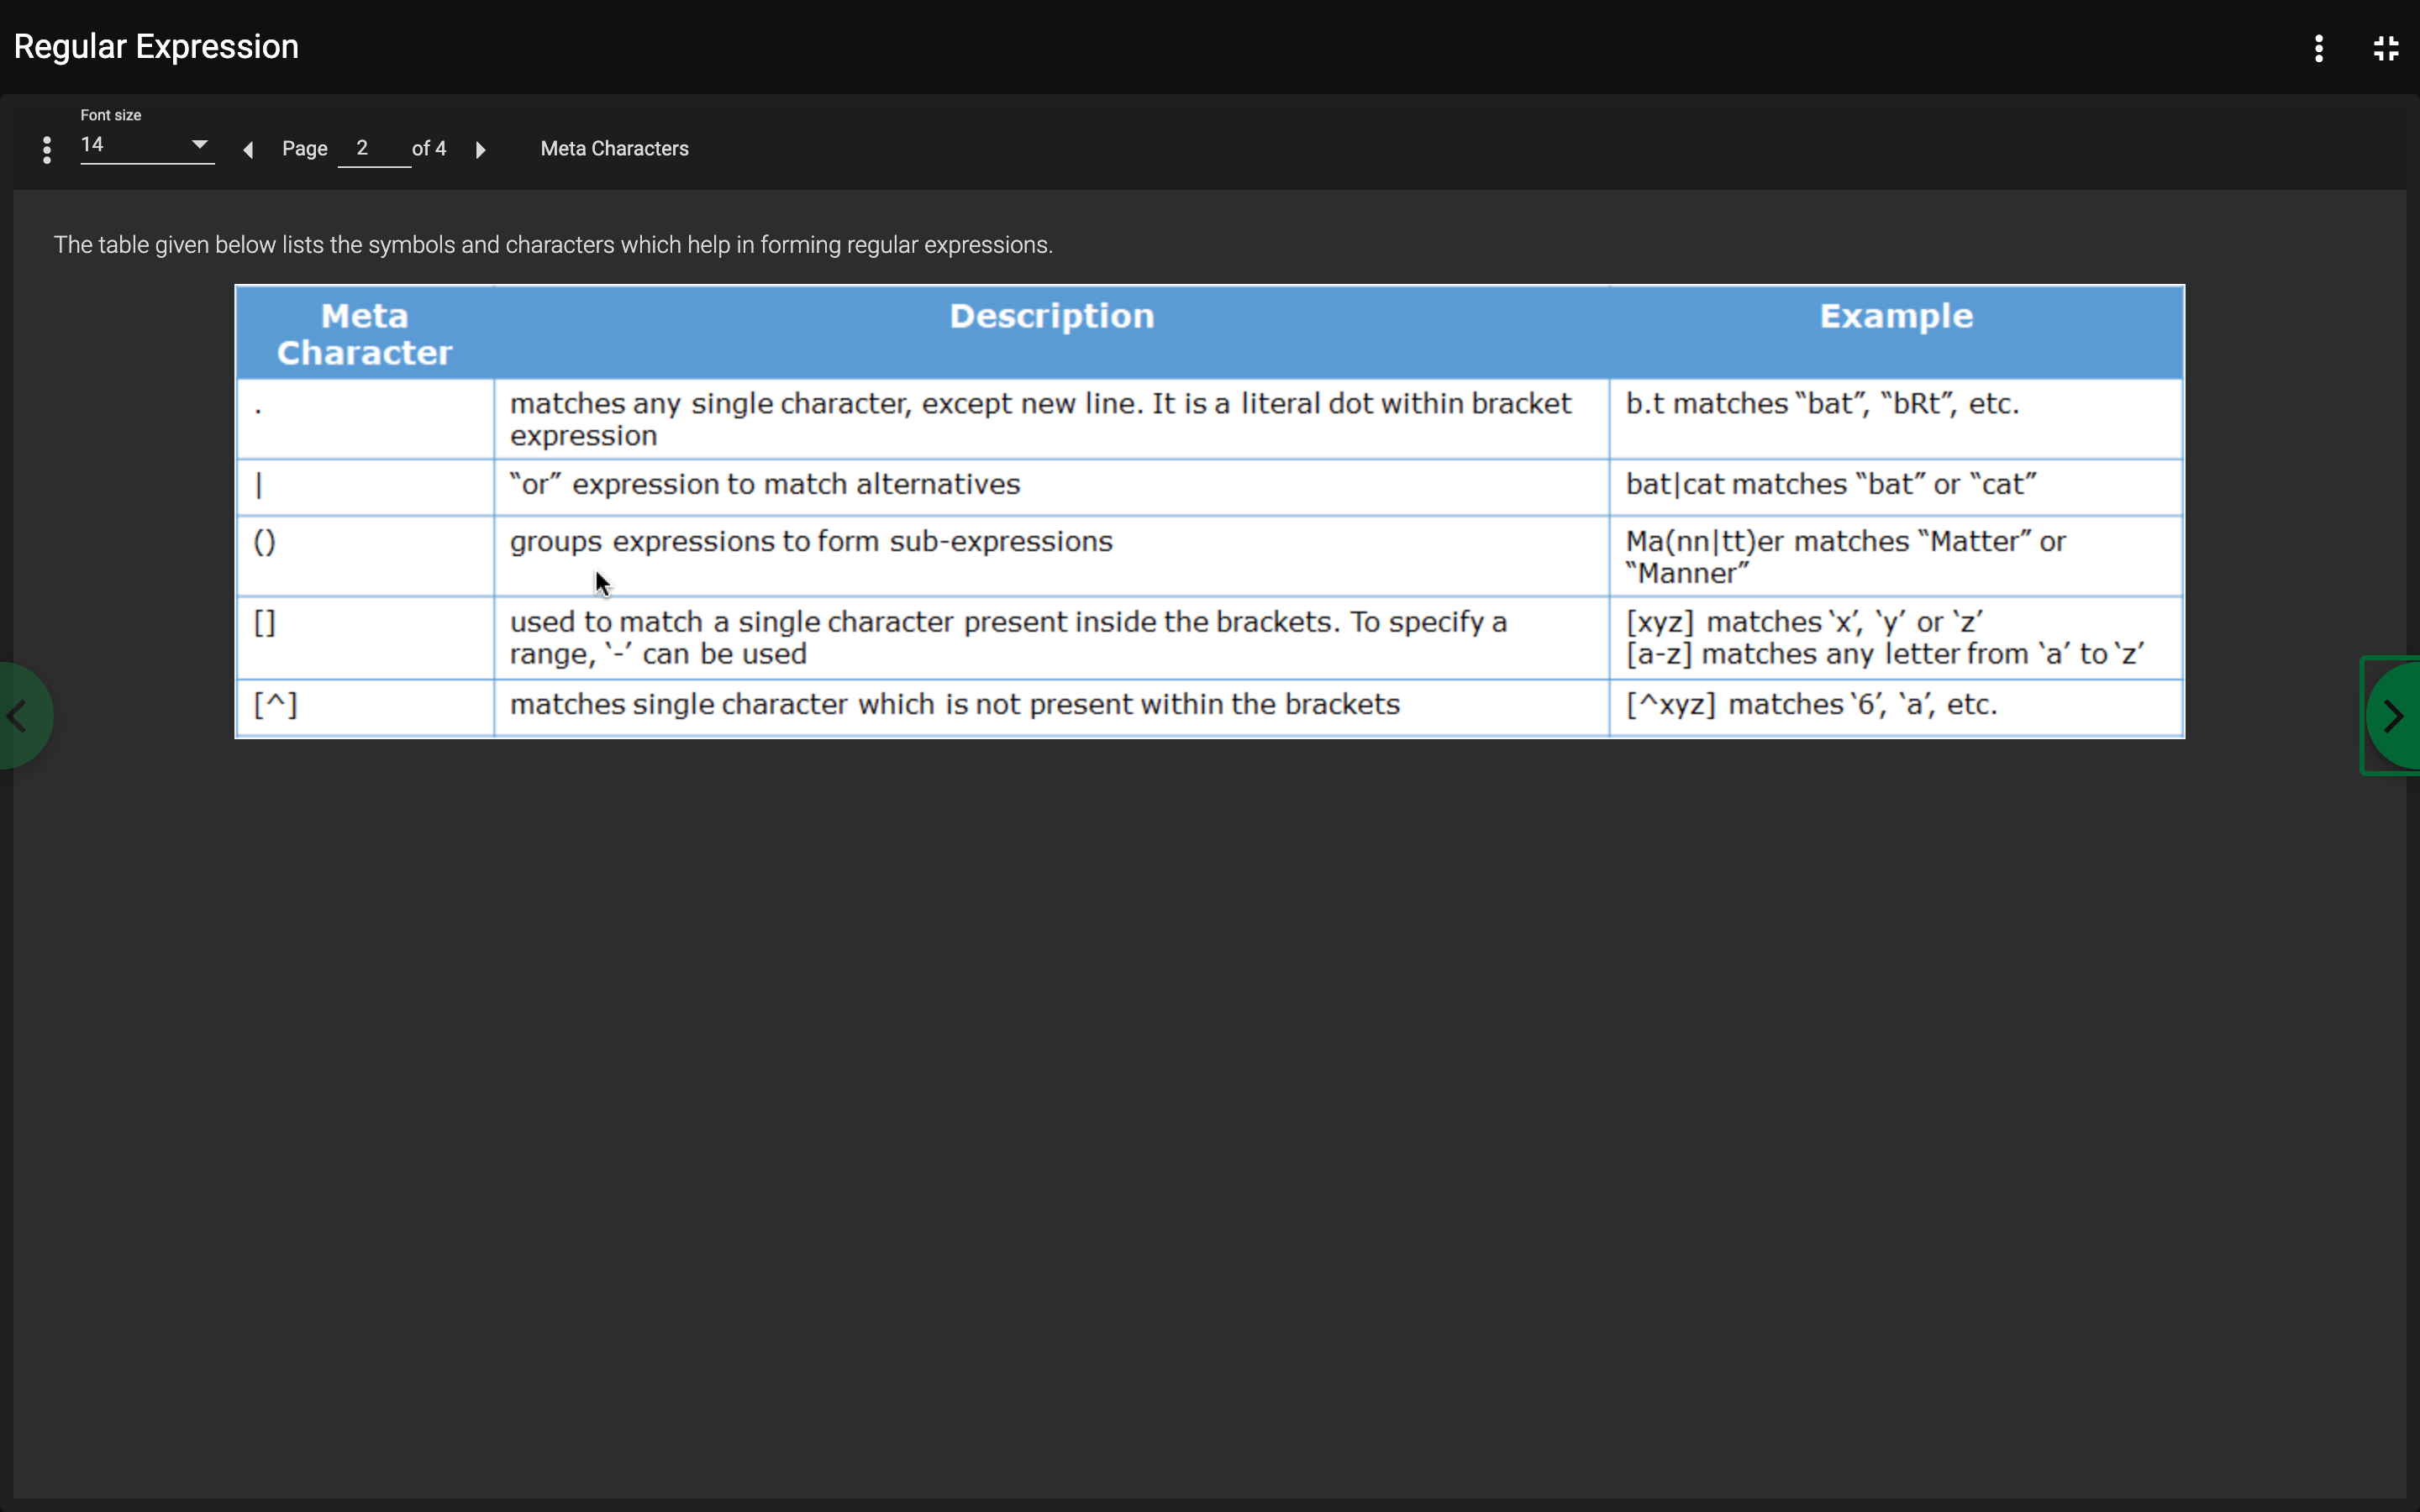 Regular Expression
Font size
14
Page 2 of 4
Meta Characters
The table given below lists the symbols and characters which help in forming regular expressions.
Meta Character
Description
Example
.
matches any single character, except new line. It is a literal dot within bracket
expression
b.t matches “bat”, “bRt”, etc.
|
“or” expression to match alternatives
bat|cat matches “bat” or “cat”
()
groups expressions to form sub-expressions
Ma(nn|tt)er matches “Matter” or
“Manner”
[]
used to match a single character present inside the brackets. To specify a
range, ‘-’ can be used
[xyz] matches ‘x’, ‘y’ or ‘z’
[a-z] matches any letter from ‘a’ to ‘z’
[^]
matches single character which is not present within the brackets
[^xyz] matches ‘6’, ‘a’, etc.